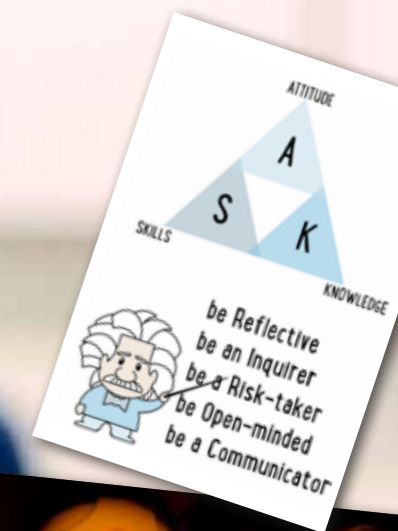 ATTITUDE
A
S
K
SKILLS
KNOWLEDGE
be Reflective
be an Inquirer
be a Risk-taker
be Open-minded
be a Communicator